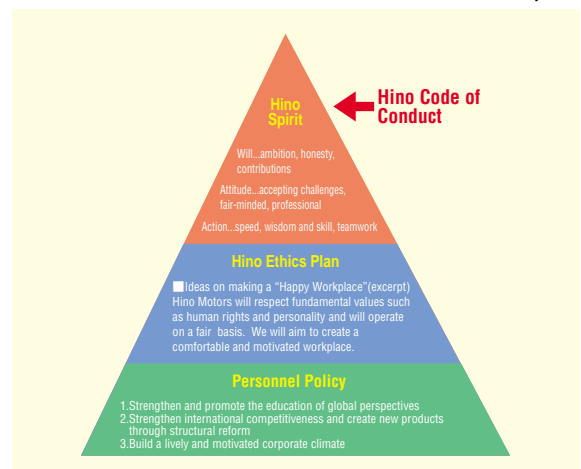 Hino
Spirit
Hino Code of
Conduct
Will...ambition, honesty,
contributions
Attitude...accepting challenges,
fair-minded, professional
Action...speed, wisdom and skill, teamwork
Hino Ethics Plan
■Ideas on making a “Happy Workplace”(excerpt)
Hino Motors will respect fundamental values such
as human rights and personality and will operate
on a fair basis. We will aim to create a
comfortable and motivated workplace.
Personnel Policy
1.Strengthen and promote the education of global perspectives
2.Strengthen international competitiveness and create new products
through structural reform
3.Build a lively and motivated corporate climate